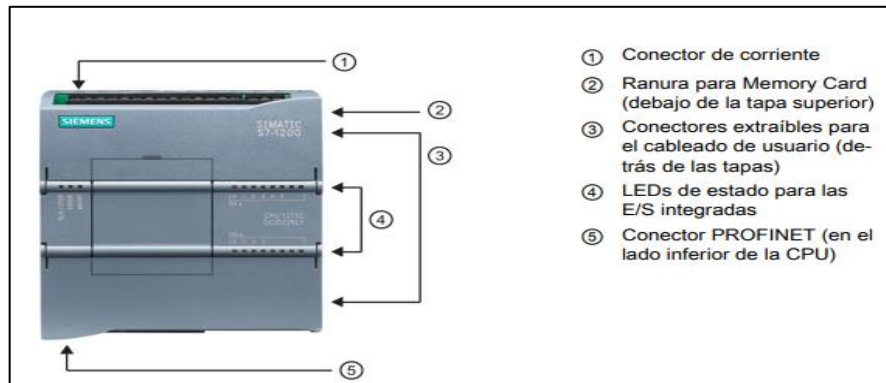 ①
②
③
④
⑤
SIEMENS
SIMATIC
S7-1200
① Conector de corriente
② Ranura para Memory Card
(debajo de la tapa superior)
③ Conectores extraíbles para
el cableado de usuario (de-
trás de las tapas)
④ LEDs de estado para las
E/S integradas
⑤ Conector PROFINET (en el
lado inferior de la CPU)